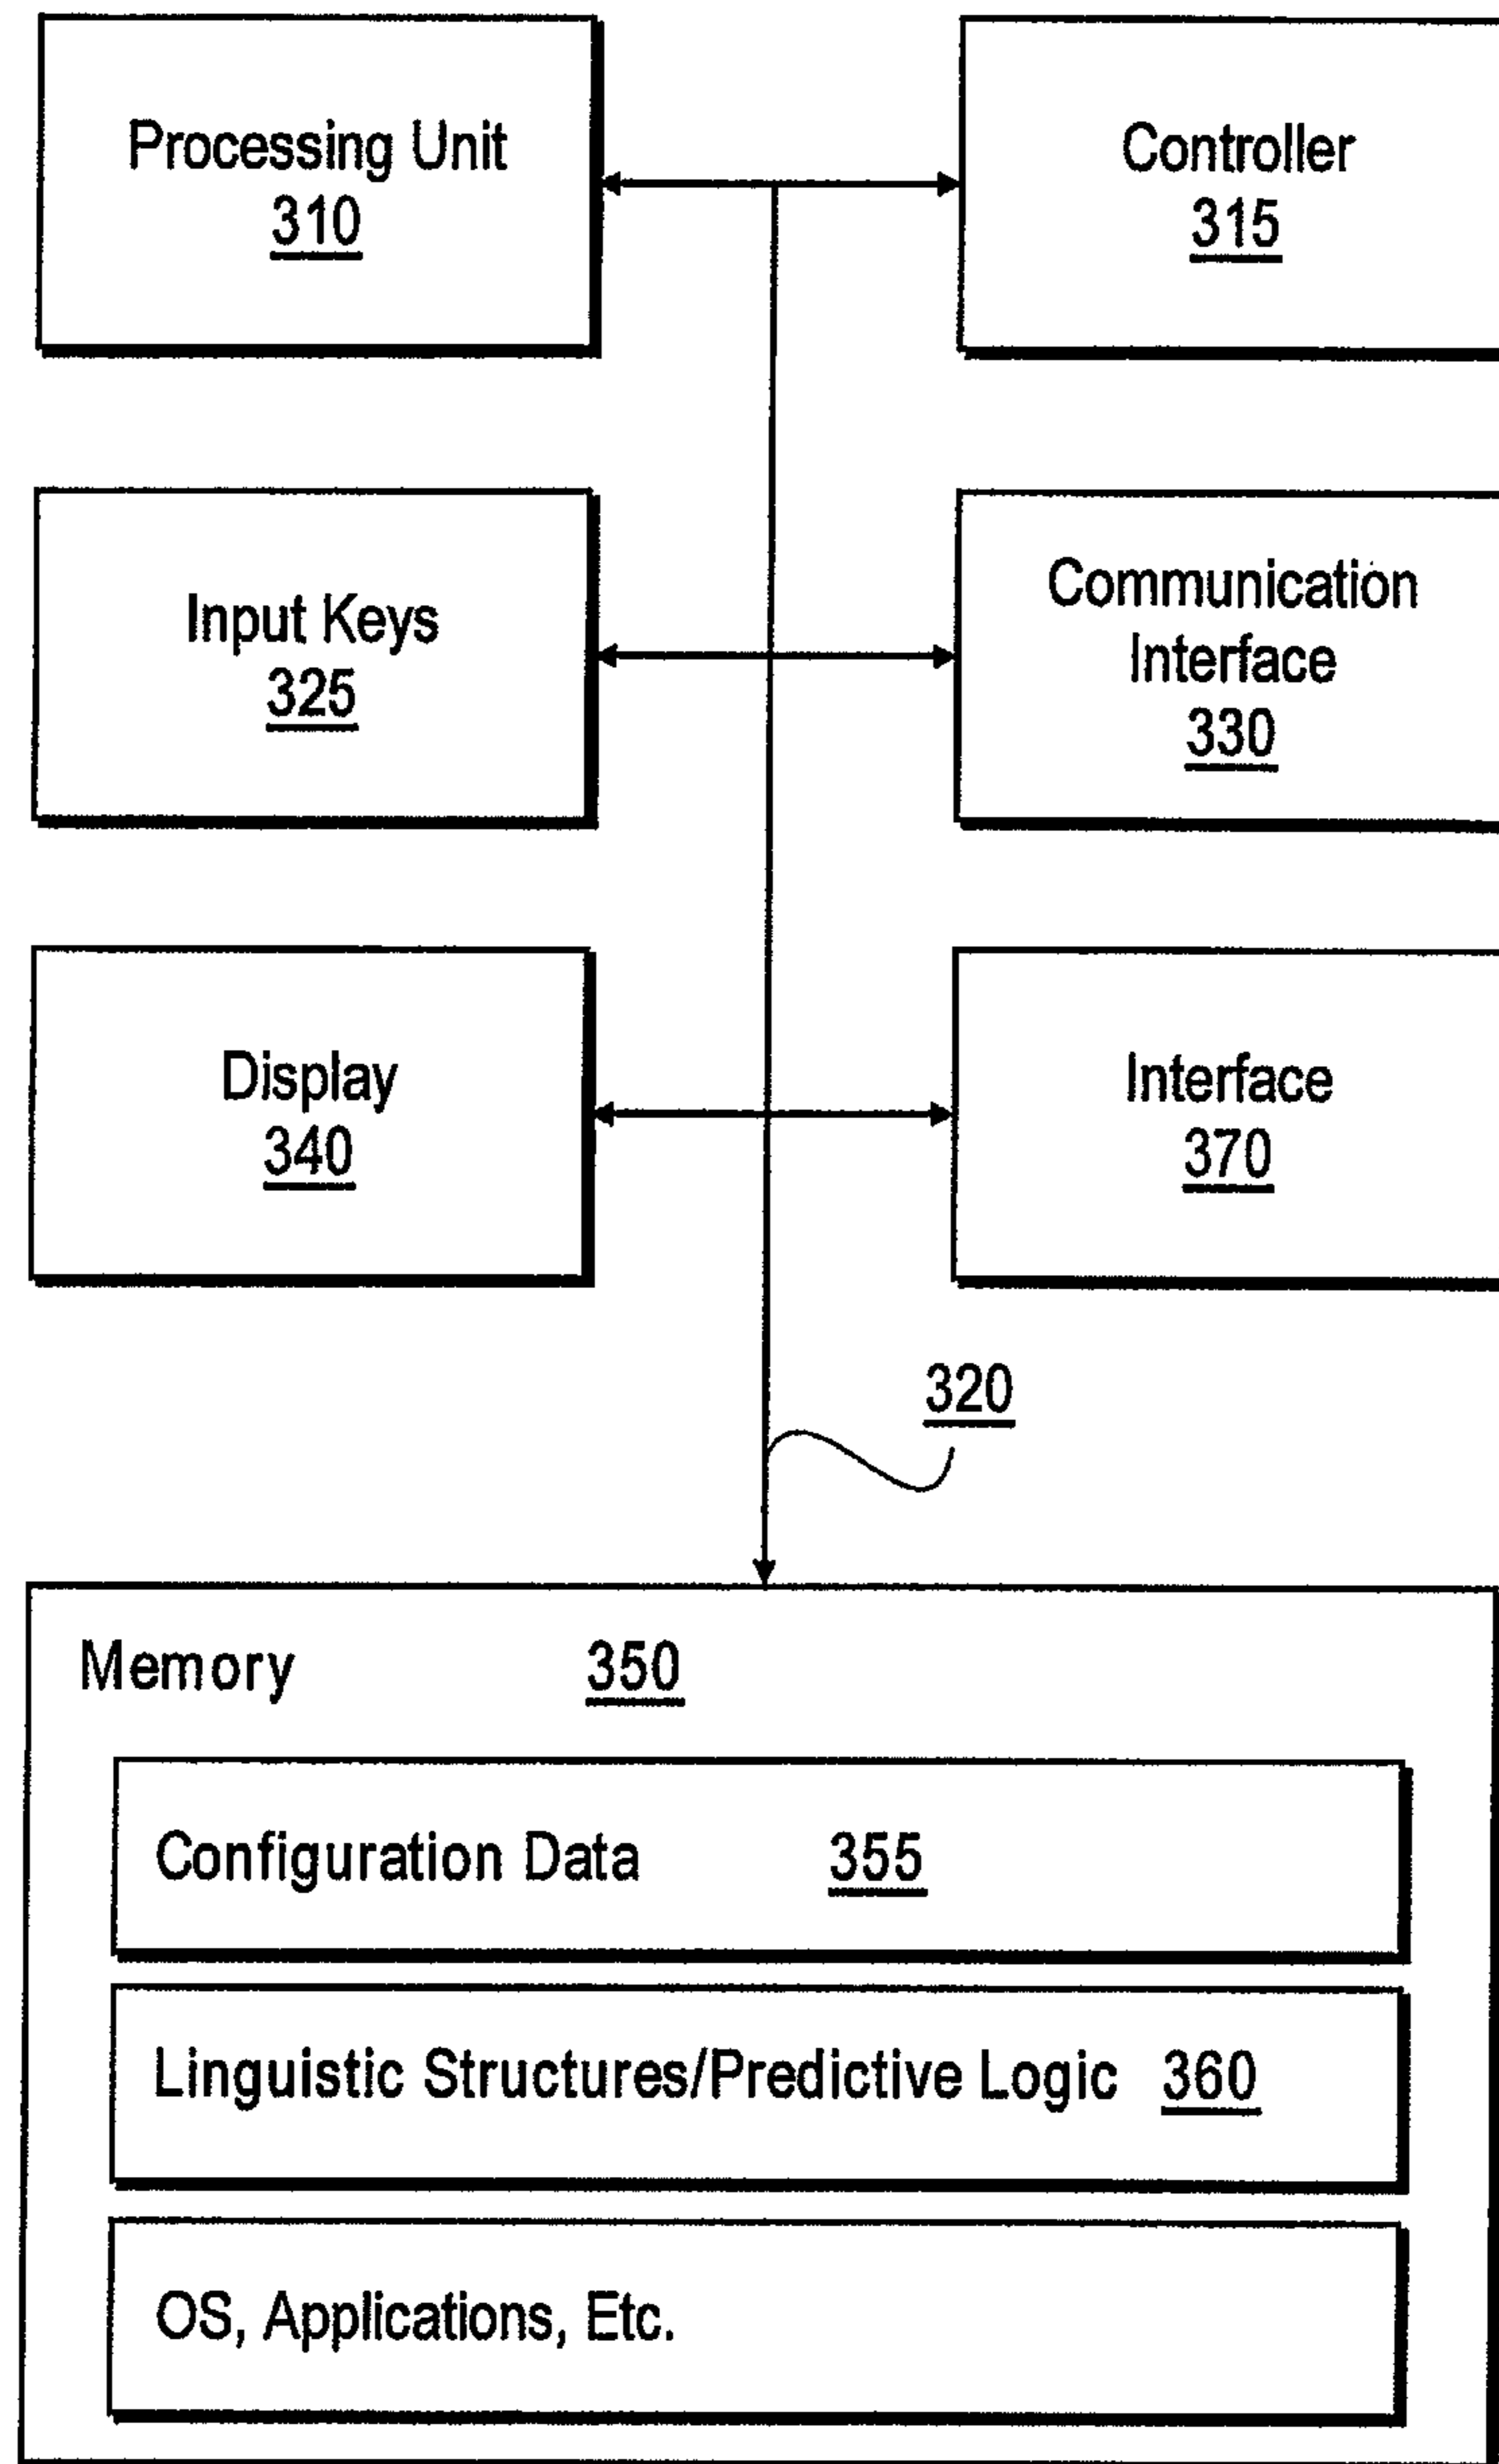 Processing Unit
310
Controller
315
Input Keys
325
Communication
Interface
330
Display
340
Interface
370
320
Memory 350
Configuration Data 355
Linguistic Structures/Predictive Logic 360
OS, Applications, Etc.